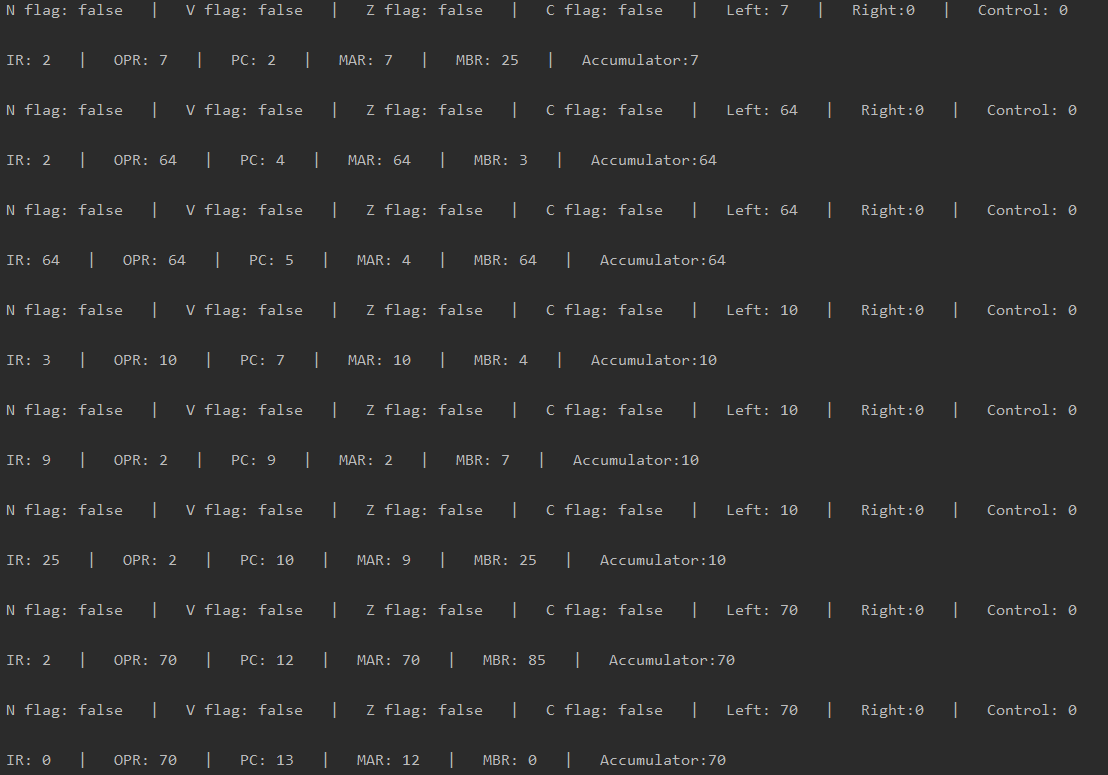 N flag: false | V flag: false | Z flag: false | C flag: false | Left: 7 | Right:0 | Control: 0
IR: 2 | OPR: 7 | PC: 2 | MAR: 7 | MBR: 25 | Accumulator:7
N flag: false | V flag: false | Z flag: false | C flag: false | Left: 64 | Right:0 | Control: 0
IR: 2 | OPR: 64 | PC: 4 | MAR: 64 | MBR: 3 | Accumulator:64
N flag: false | V flag: false | Z flag: false | C flag: false | Left: 64 | Right:0 | Control: 0
IR: 64 | OPR: 64 | PC: 5 | MAR: 4 | MBR: 64 | Accumulator:64
N flag: false | V flag: false | Z flag: false | C flag: false | Left: 10 | Right:0 | Control: 0
IR: 3 | OPR: 10 | PC: 7 | MAR: 10 | MBR: 4 | Accumulator:10
N flag: false | V flag: false | Z flag: false | C flag: false | Left: 10 | Right:0 | Control: 0
IR: 9 | OPR: 2 | PC: 9 | MAR: 2 | MBR: 7 | Accumulator:10
N flag: false | V flag: false | Z flag: false | C flag: false | Left: 10 | Right:0 | Control: 0
IR: 25 | OPR: 2 | PC: 10 | MAR: 9 | MBR: 25 | Accumulator:10
N flag: false | V flag: false | Z flag: false | C flag: false | Left: 70 | Right:0 | Control: 0
IR: 2 | OPR: 70 | PC: 12 | MAR: 70 | MBR: 85 | Accumulator:70
N flag: false | V flag: false | Z flag: false | C flag: false | Left: 70 | Right:0 | Control: 0
IR: 0 | OPR: 70 | PC: 13 | MAR: 12 | MBR: 0 | Accumulator:70